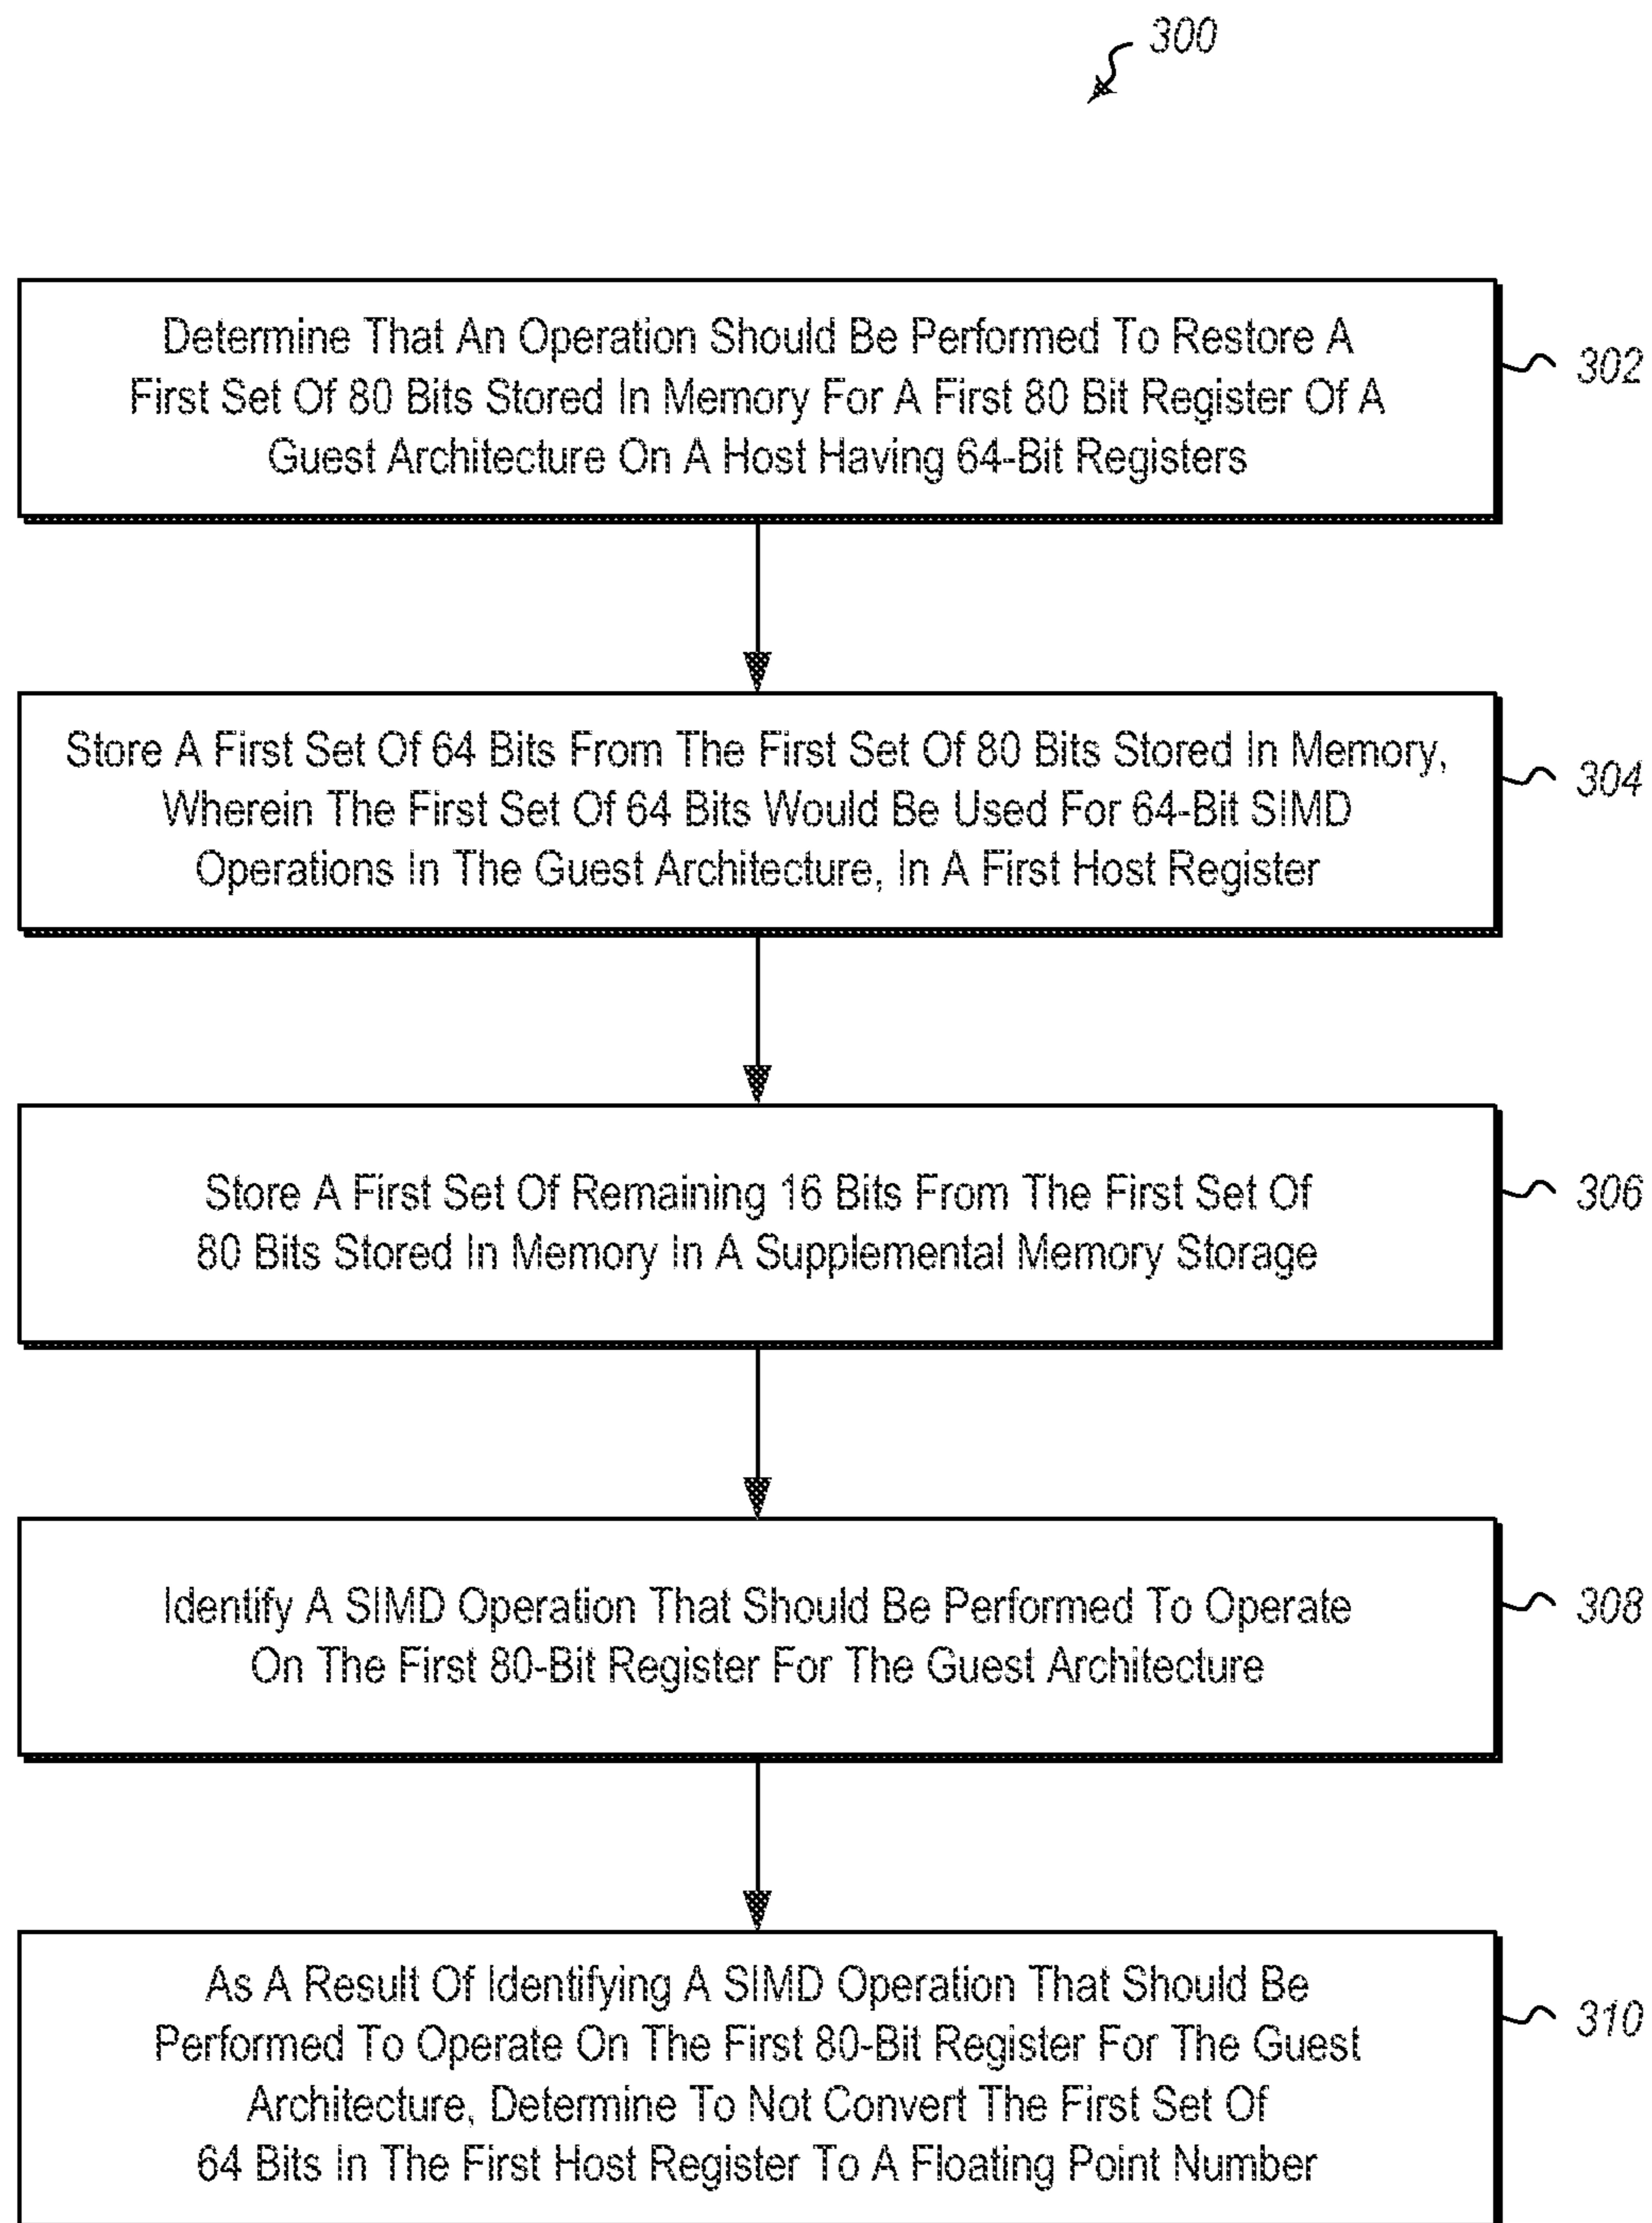 300
Determine That An Operation Should Be Performed To Restore A
First Set Of 80 Bits Stored In Memory For A First 80 Bit Register Of A
Guest Architecture On A Host Having 64-Bit Registers
302
Store A First Set Of 64 Bits From The First Set Of 80 Bits Stored In Memory,
Wherein The First Set Of 64 Bits Would Be Used For 64-Bit SIMD
Operations In The Guest Architecture, In A First Host Register
304
Store A First Set Of Remaining 16 Bits From The First Set Of
80 Bits Stored In Memory In A Supplemental Memory Storage
306
Identify A SIMD Operation That Should Be Performed To Operate
On The First 80-Bit Register For The Guest Architecture
308
As A Result Of Identifying A SIMD Operation That Should Be
Performed To Operate On The First 80-Bit Register For The Guest
Architecture, Determine To Not Convert The First Set Of
64 Bits In The First Host Register To A Floating Point Number
310